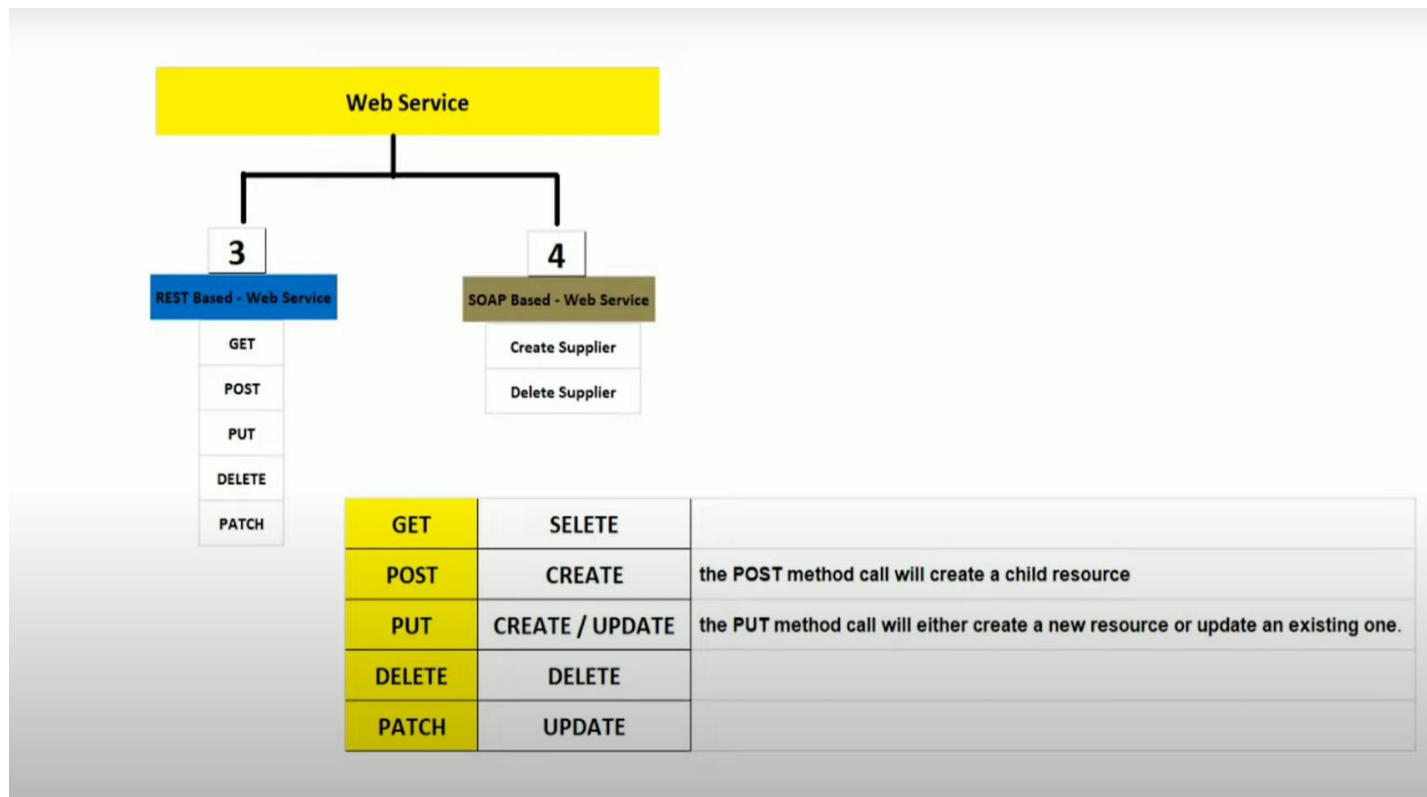 Web Service
3
4
REST Based - Web Service
SOAP Based - Web Service
GET
Create Supplier
POST
Delete Supplier
PUT
DELETE
PATCH
GET SELETE
POST CREATE the POST method call will create a child resource
PUT CREATE / UPDATE the PUT method call will either create a new resource or update an existing one.
DELETE DELETE
PATCH UPDATE